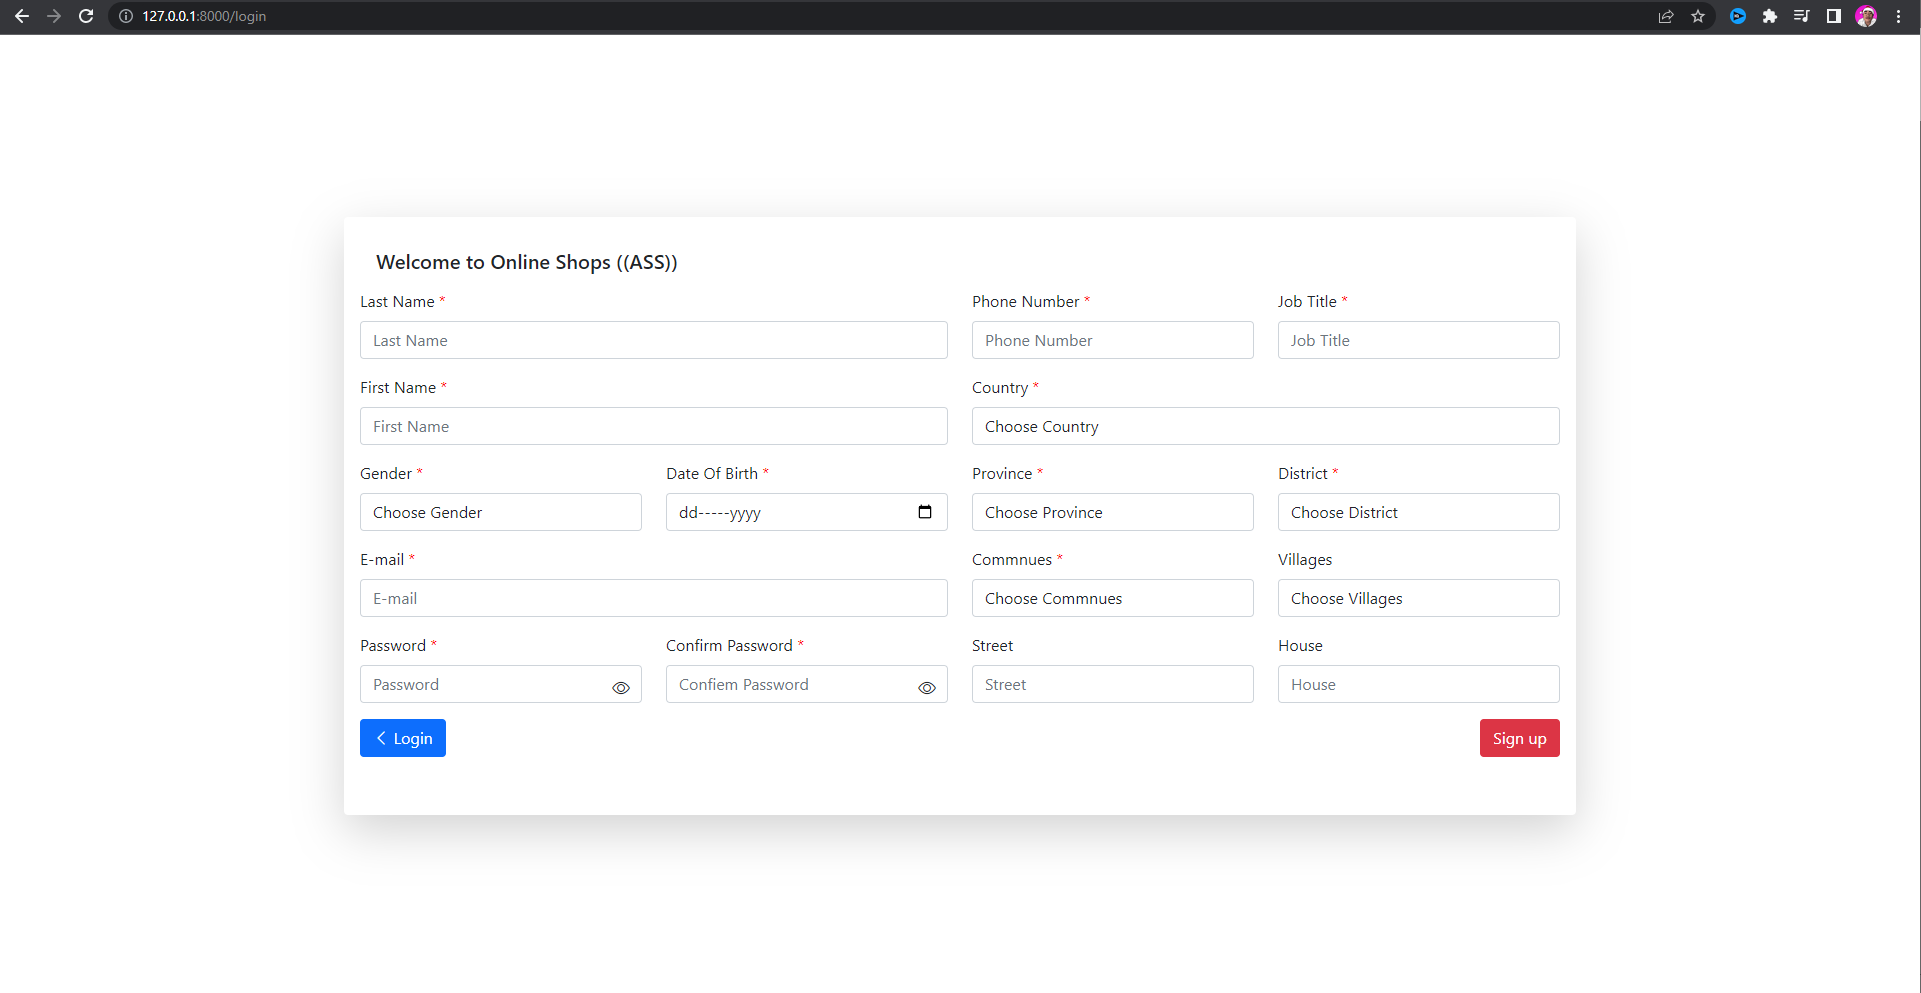 127.0.0.1:8000/login
Welcome to Online Shops ((ASS))
Last Name *
Phone Number *
Job Title *
Last Name
Phone Number
Job Title
First Name *
Country *
First Name
Choose Country
Gender *
Date Of Birth *
Province *
District *
Choose Gender
dd-----yyyy
Choose Province
Choose District
E-mail *
Commnues *
Villages
E-mail
Choose Commnues
Choose Villages
Password *
Confirm Password *
Street
House
Password
Confiem Password
Street
House
Login
Sign up